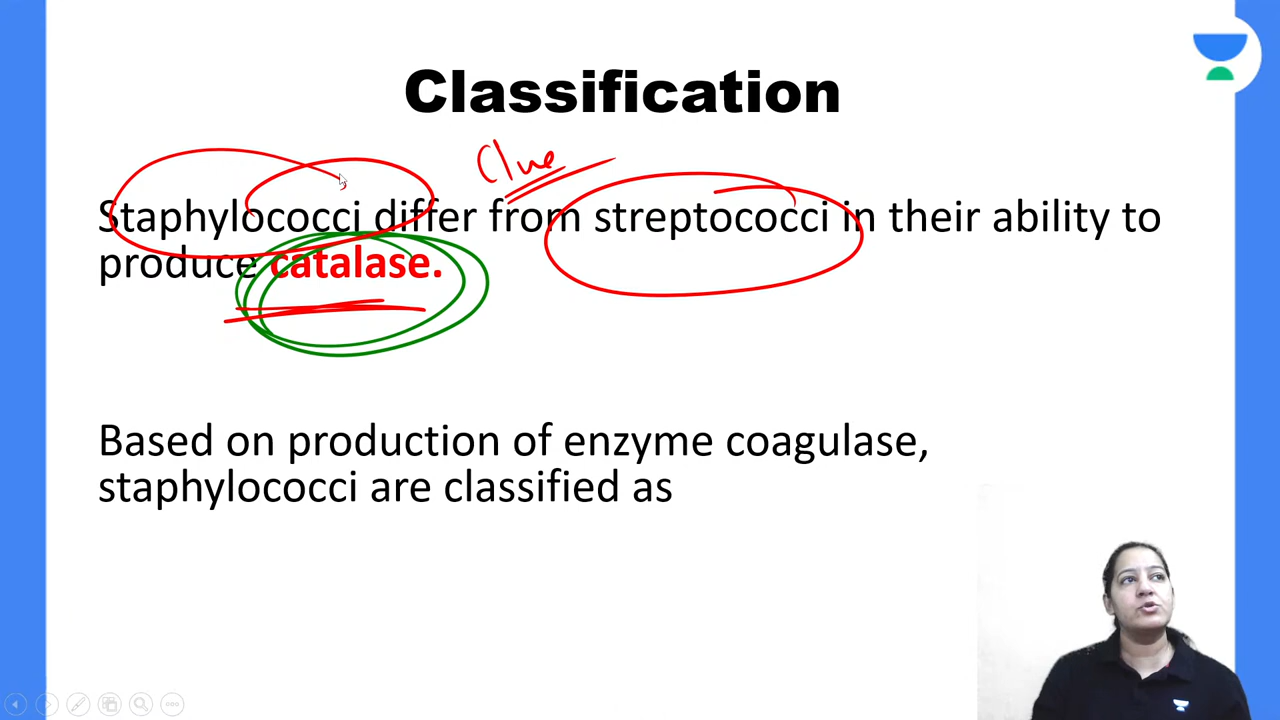 Classification
Clue
Staphylococci differ from streptococci in their ability to
produce catalase.
Based on production of enzyme coagulase,
staphylococci are classified as